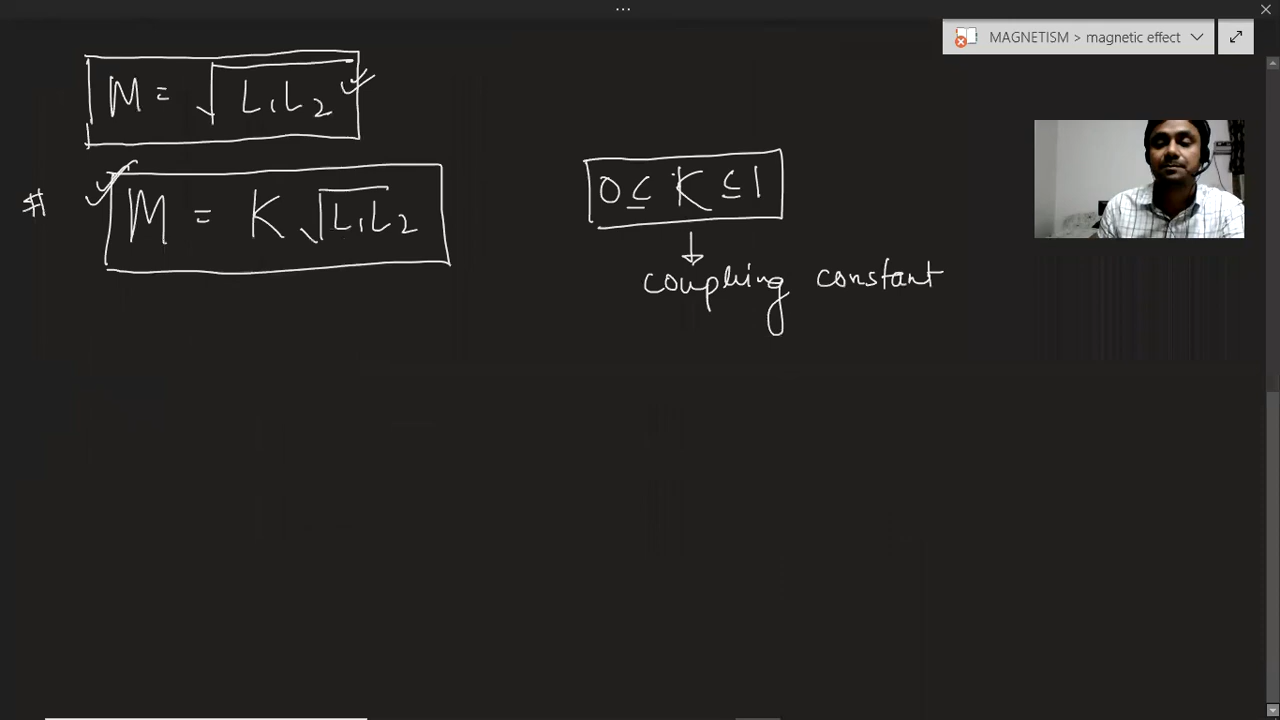 MAGNETISM > magnetic effect
M = √L₁L₂
# M = K √L₁L₂
0 ≤ K ≤ 1
↓
coupling constant